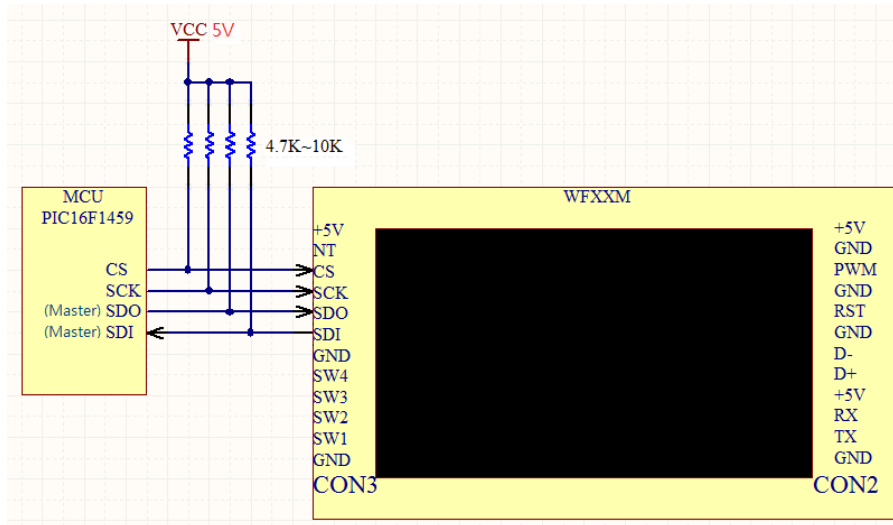 VCC 5V
4.7K~10K
MCU
PIC16F1459
CS
SCK
(Master) SDO
(Master) SDI
WFXXM
+5V
NT
CS
SCK
SDO
SDI
GND
SW4
SW3
SW2
SW1
GND
CON3
+5V
GND
PWM
GND
RST
GND
D-
D+
+5V
RX
TX
GND
CON2